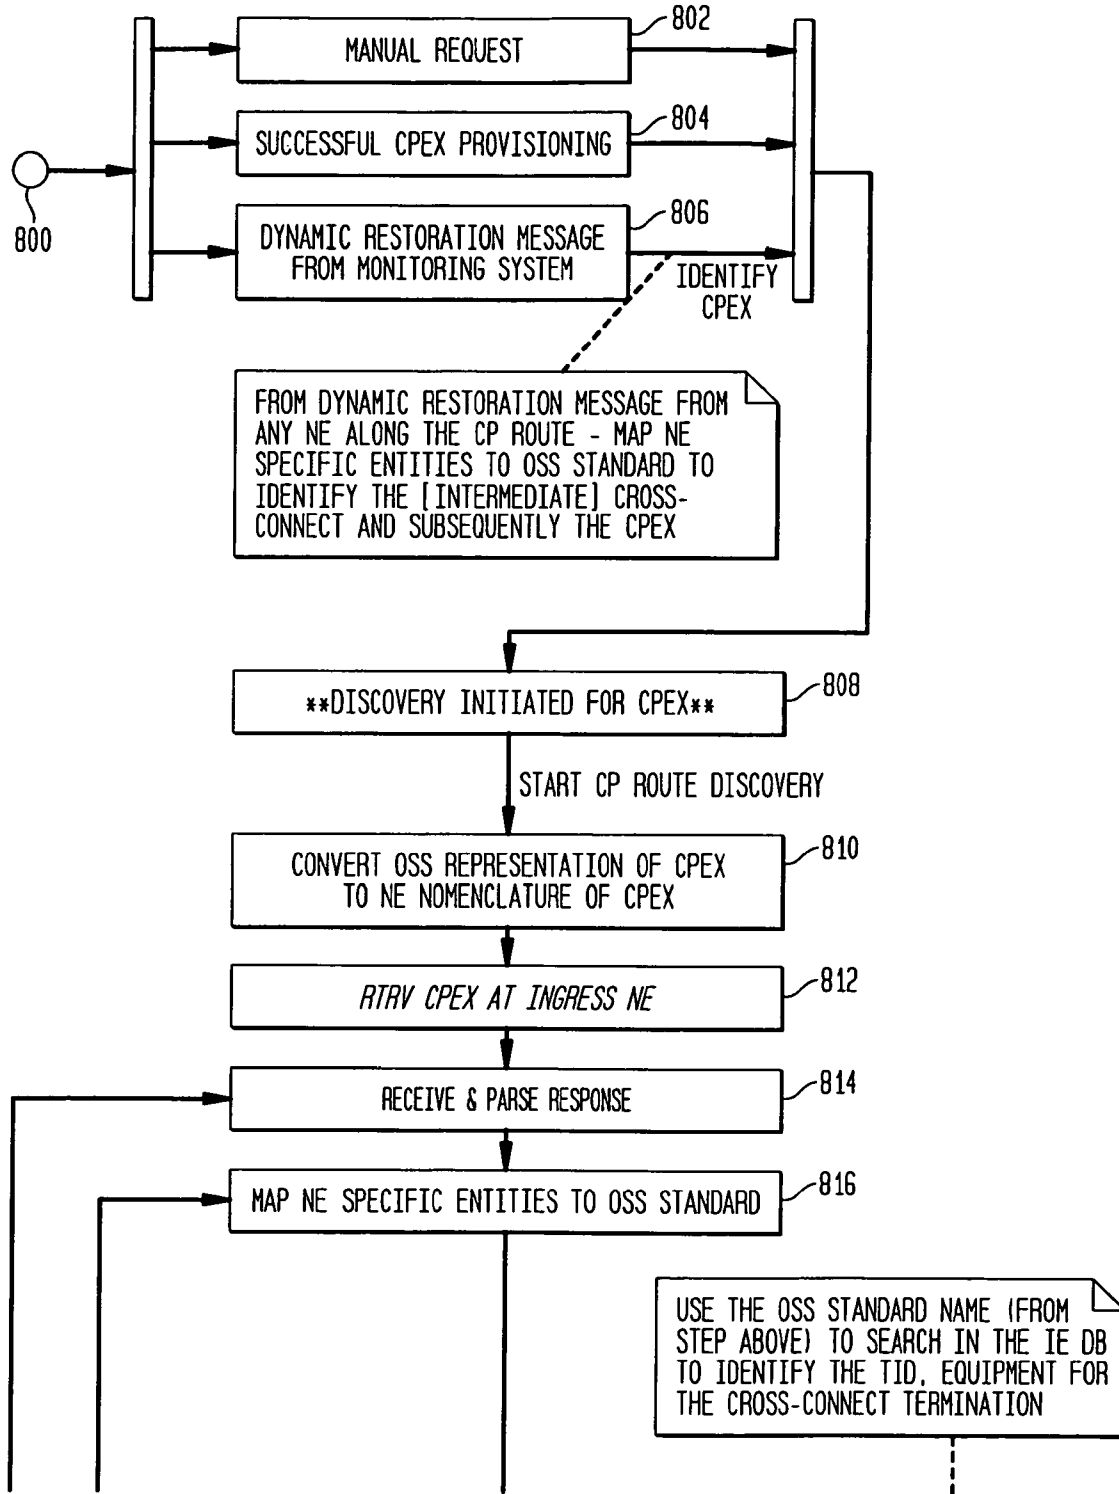 802
MANUAL REQUEST
804
SUCCESSFUL CPEX PROVISIONING
800
806
DYNAMIC RESTORATION MESSAGE
FROM MONITORING SYSTEM
IDENTIFY
CPEX
FROM DYNAMIC RESTORATION MESSAGE FROM
ANY NE ALONG THE CP ROUTE - MAP NE
SPECIFIC ENTITIES TO OSS STANDARD TO
IDENTIFY THE [INTERMEDIATE] CROSS-
CONNECT AND SUBSEQUENTLY THE CPEX
808
**DISCOVERY INITIATED FOR CPEX**
START CP ROUTE DISCOVERY
810
CONVERT OSS REPRESENTATION OF CPEX
TO NE NOMENCLATURE OF CPEX
812
RTRV CPEX AT INGRESS NE
814
RECEIVE & PARSE RESPONSE
816
MAP NE SPECIFIC ENTITIES TO OSS STANDARD
USE THE OSS STANDARD NAME (FROM
STEP ABOVE) TO SEARCH IN THE IE DB
TO IDENTIFY THE TID, EQUIPMENT FOR
THE CROSS-CONNECT TERMINATION